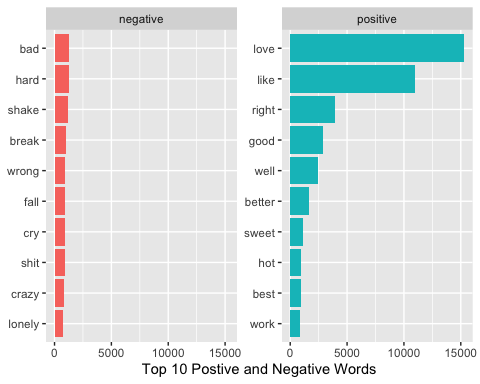 negative
bad
hard
shake
break
wrong
fall
cry
shit
crazy
lonely
0 5000 10000 15000
positive
love
like
right
good
well
better
sweet
hot
best
work
0 5000 10000 15000
Top 10 Postive and Negative Words